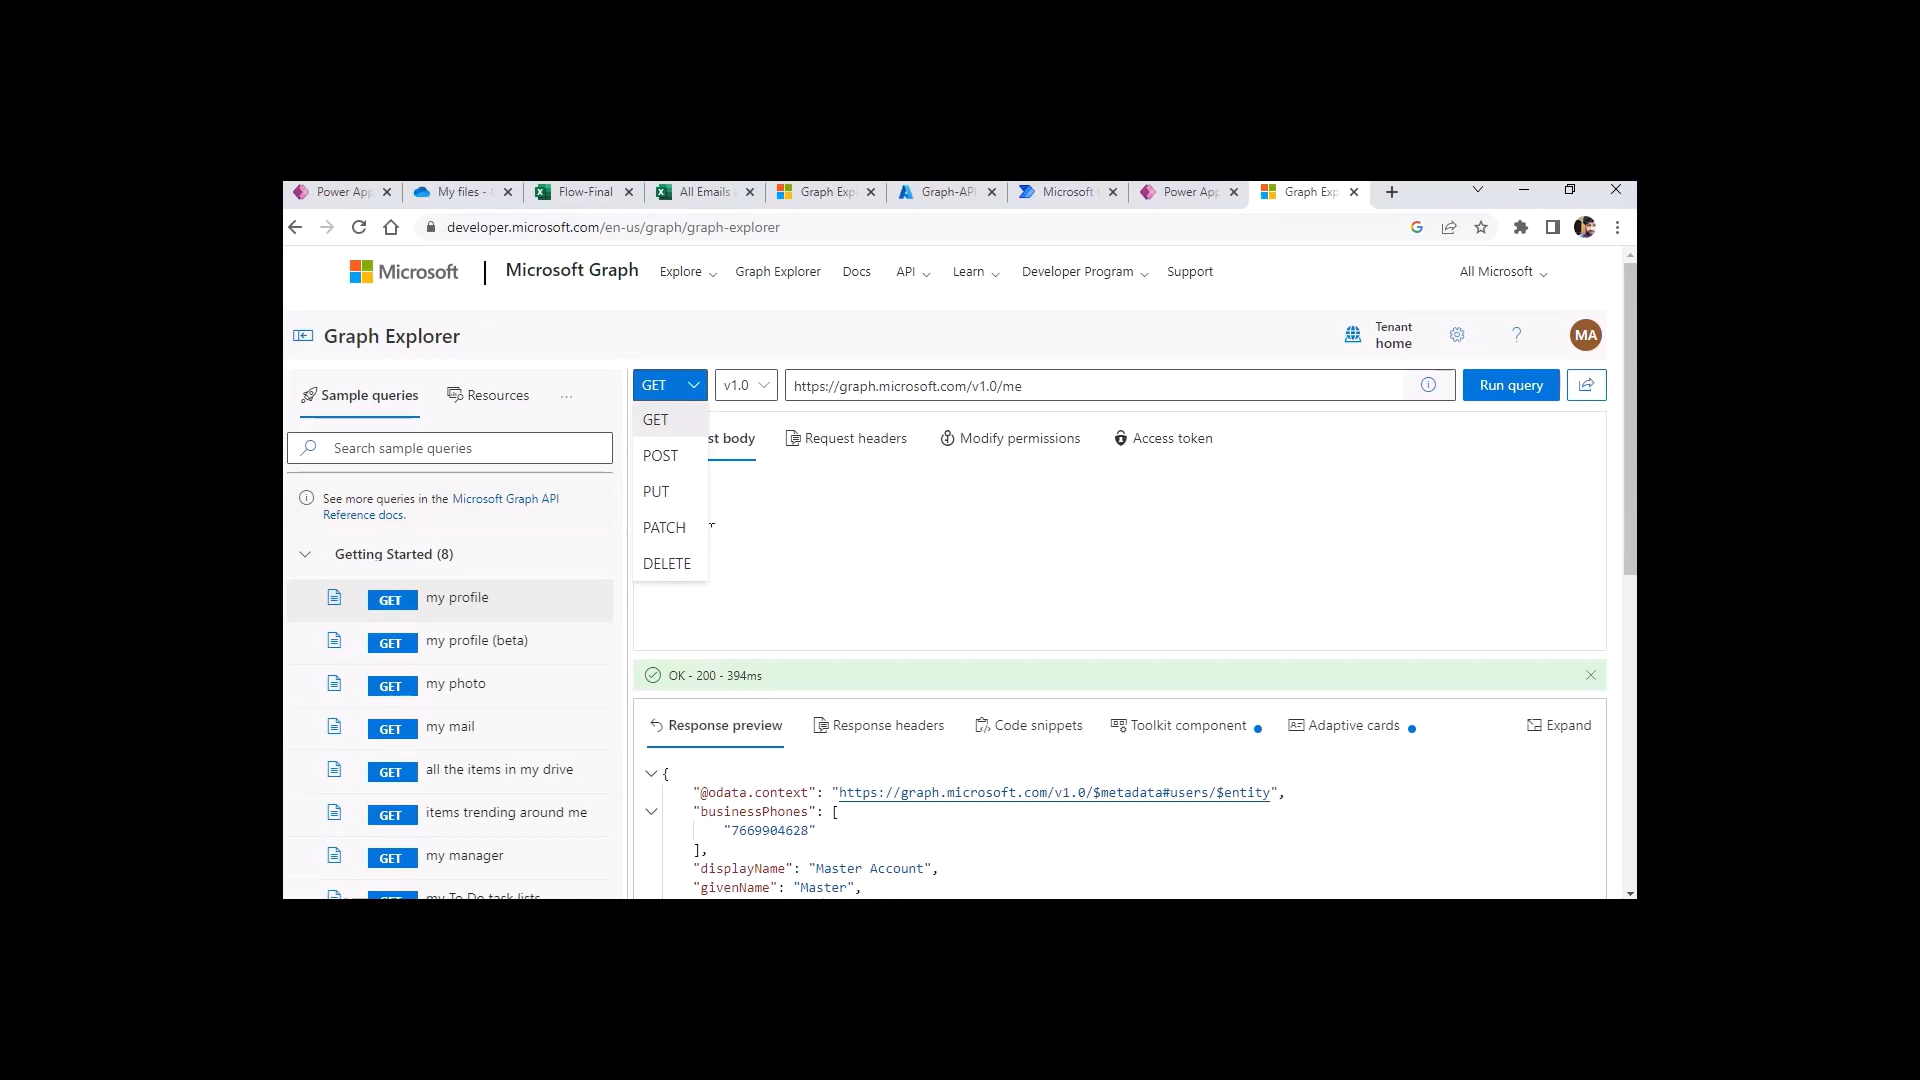 Power App
My files -
Flow-Final
All Emails
Graph Exp
Graph-API
Microsoft
Power App
Graph Exp
developer.microsoft.com/en-us/graph/graph-explorer
Microsoft
Microsoft Graph
Explore
Graph Explorer
Docs
API
Learn
Developer Program
Support
All Microsoft
Graph Explorer
Tenant
home
?
MA
Sample queries
Resources
...
GET
v1.0
https://graph.microsoft.com/v1.0/me
Run query
GET
POST
PUT
PATCH
DELETE
st body
Request headers
Modify permissions
Access token
Search sample queries
See more queries in the Microsoft Graph API
Reference docs.
Getting Started (8)
GET my profile
GET my profile (beta)
GET my photo
GET my mail
GET all the items in my drive
GET items trending around me
GET my manager
GET my To Do task lists
OK - 200 - 394ms
Response preview
Response headers
Code snippets
Toolkit component
Adaptive cards
Expand
{
"@odata.context": "https://graph.microsoft.com/v1.0/$metadata#users/$entity",
"businessPhones": [
"7669904628"
],
"displayName": "Master Account",
"givenName": "Master",